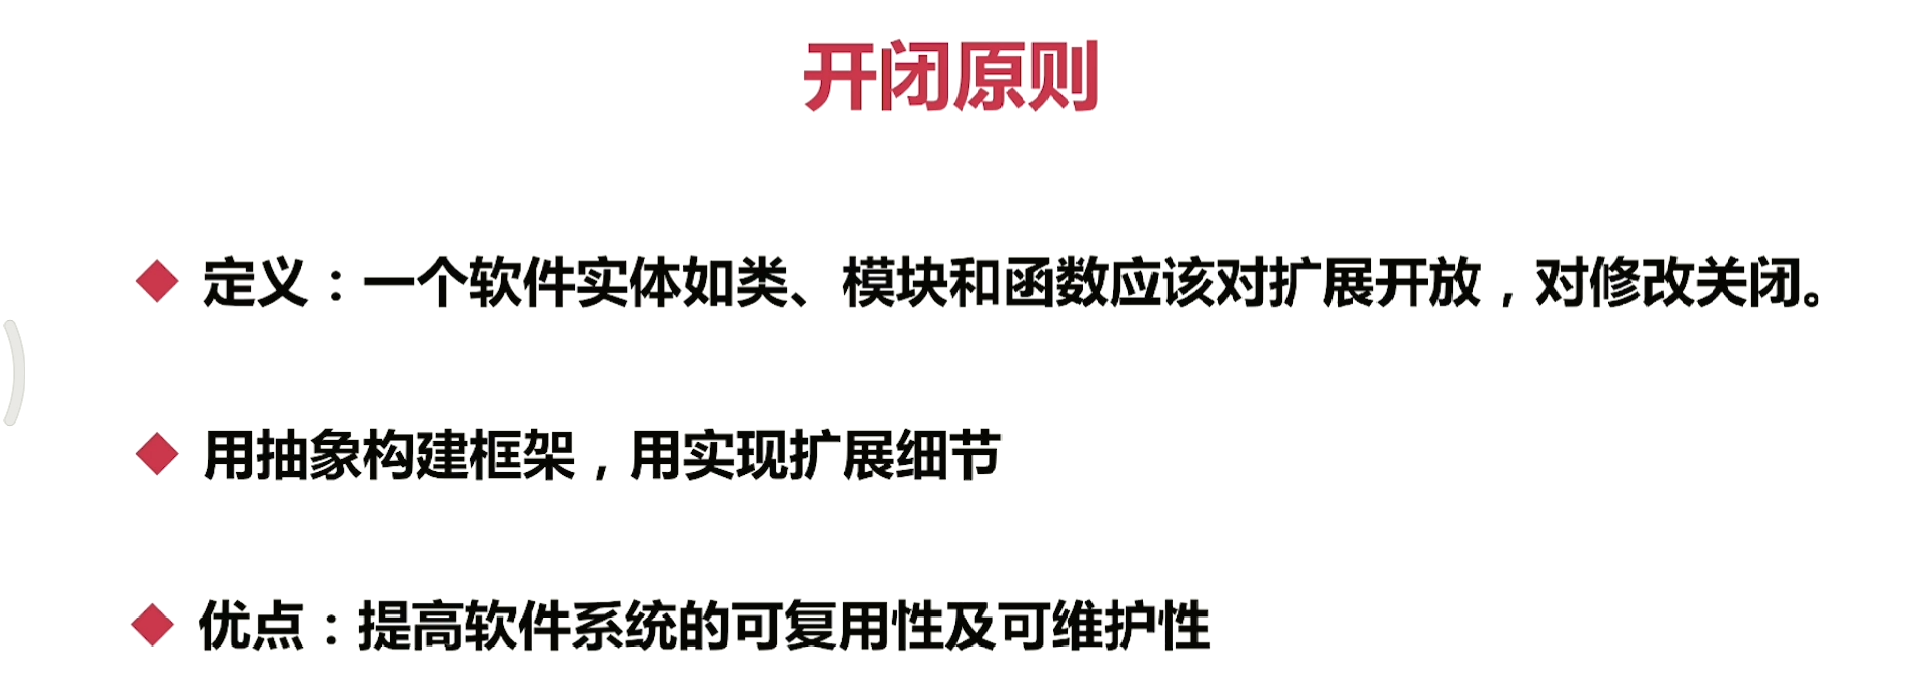 开闭原则
定义：一个软件实体如类、模块和函数应该对扩展开放，对修改关闭。
用抽象构建框架，用实现扩展细节
优点：提高软件系统的可复用性及可维护性